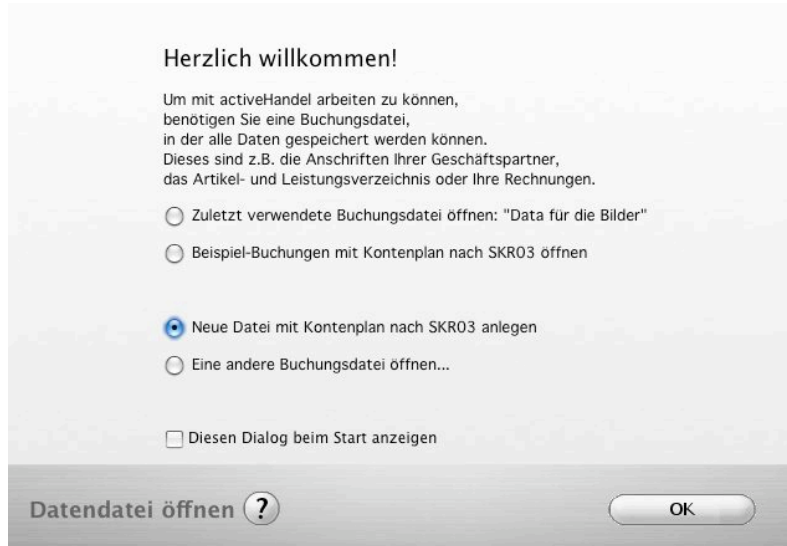 Herzlich willkommen!
Um mit activeHandel arbeiten zu können,
benötigen Sie eine Buchungsdatei,
in der alle Daten gespeichert werden können.
Dieses sind z.B. die Anschriften Ihrer Geschäftspartner,
das Artikel- und Leistungsverzeichnis oder Ihre Rechnungen.
Zuletzt verwendete Buchungsdatei öffnen: "Data für die Bilder"
Beispiel-Buchungen mit Kontenplan nach SKR03 öffnen
Neue Datei mit Kontenplan nach SKR03 anlegen
Eine andere Buchungsdatei öffnen...
Diesen Dialog beim Start anzeigen
Datendatei öffnen ? OK